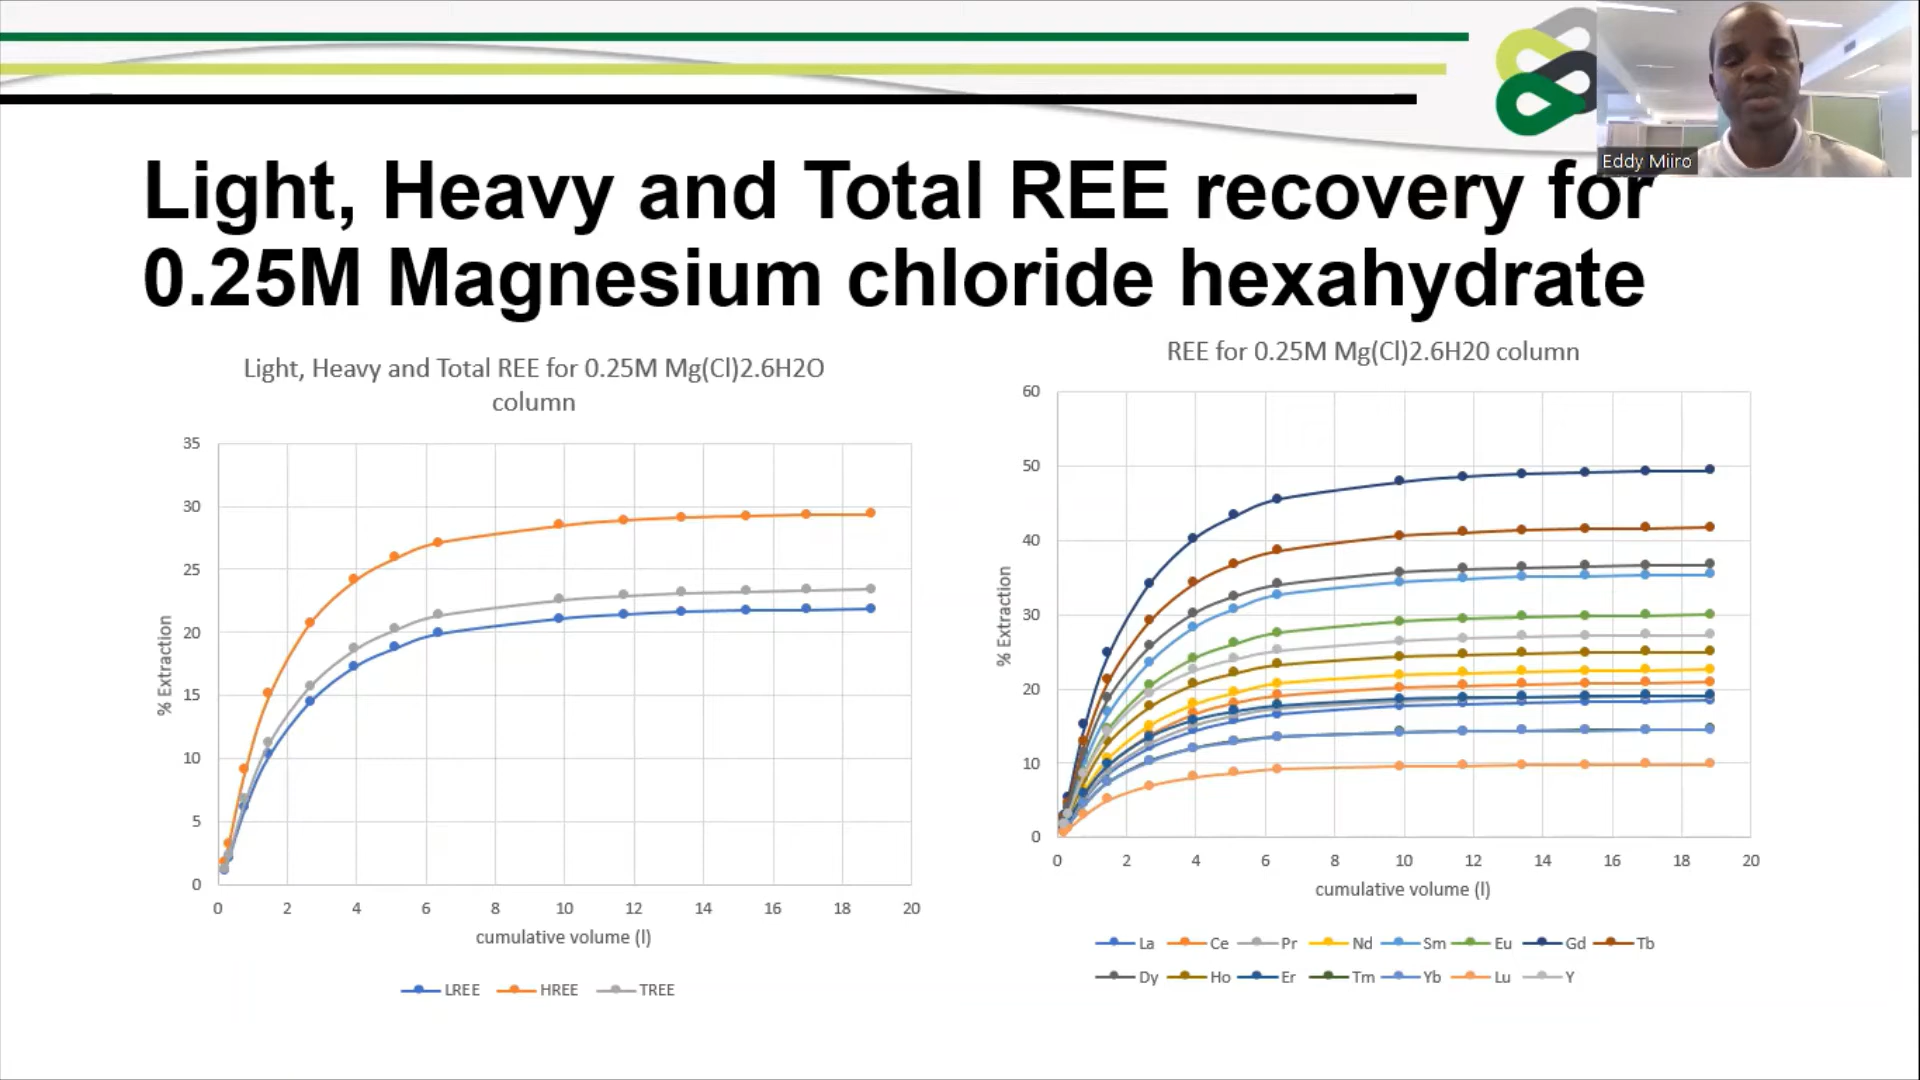 Eddy Miiro
Light, Heavy and Total REE recovery for
0.25M Magnesium chloride hexahydrate
Light, Heavy and Total REE for 0.25M Mg(Cl)2.6H2O
column
35
30
25
20
15
10
5
0
% Extraction
0 2 4 6 8 10 12 14 16 18 20
cumulative volume (l)
LREE HREE TREE
REE for 0.25M Mg(Cl)2.6H20 column
60
50
40
30
20
10
0
% Extraction
0 2 4 6 8 10 12 14 16 18 20
cumulative volume (l)
La Ce Pr Nd Sm Eu Gd Tb
Dy Ho Er Tm Yb Lu Y